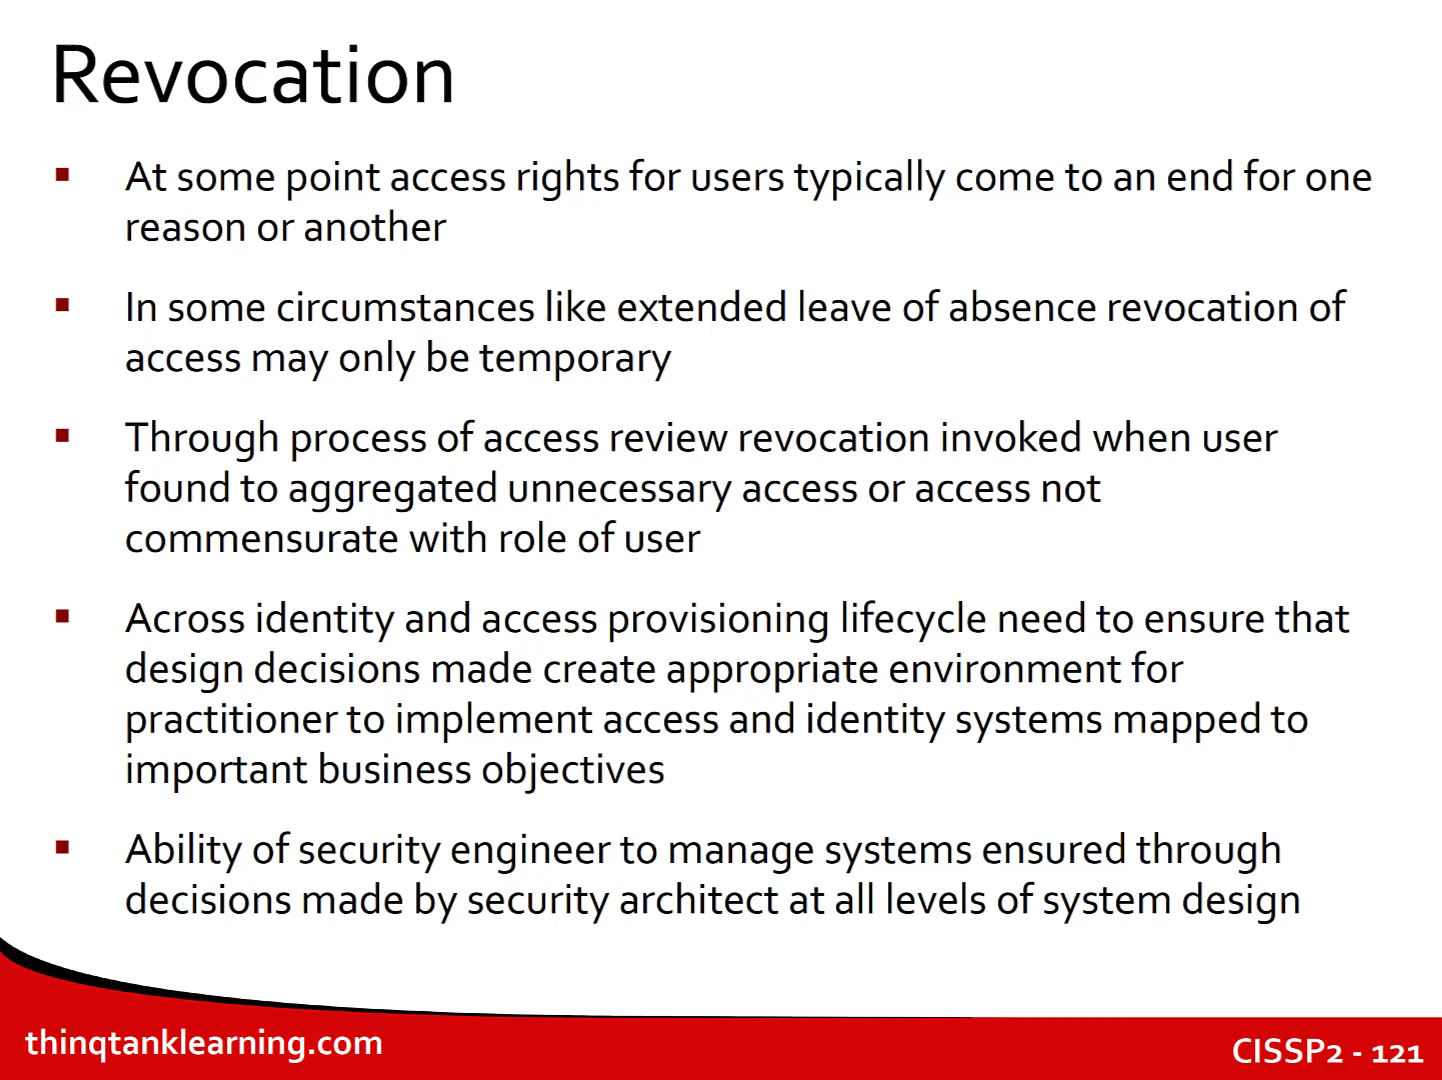 Revocation
At some point access rights for users typically come to an end for one
reason or another
In some circumstances like extended leave of absence revocation of
access may only be temporary
Through process of access review revocation invoked when user
found to aggregated unnecessary access or access not
commensurate with role of user
Across identity and access provisioning lifecycle need to ensure that
design decisions made create appropriate environment for
practitioner to implement access and identity systems mapped to
important business objectives
Ability of security engineer to manage systems ensured through
decisions made by security architect at all levels of system design
thinqtanklearning.com
CISSP2 - 121